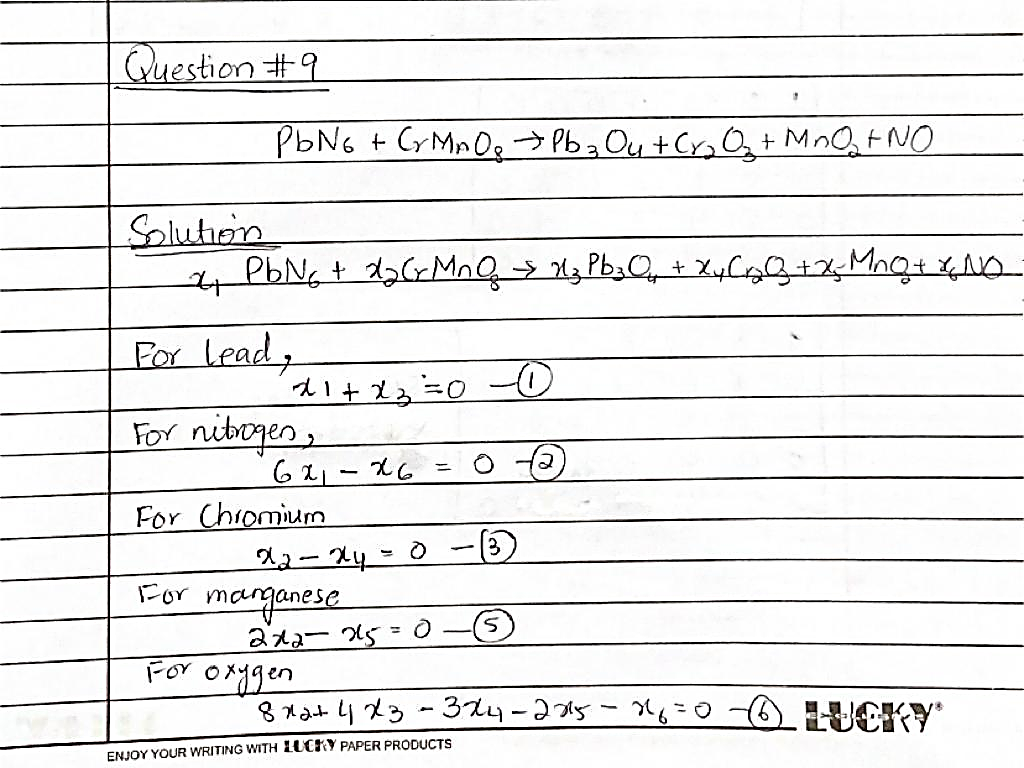 Question #9
PbN6 + CrMnO8 → Pb3O4 + Cr2O3 + MnO2 + NO
Solution
x1 PbN6 + x2CrMnO8 → x3Pb3O4 + x4Cr2O3 + x5MnO2 + x6NO
For lead,
x1 + x3 = 0 —①
For nitrogen,
6x1 - x6 = 0 —②
For Chromium
x2 - x4 = 0 —③
For manganese
2x2 - x5 = 0 —⑤
For oxygen
8x2 + 4x3 - 3x4 - 2x5 - x6 = 0 —⑥
LUCKY®
ENJOY YOUR WRITING WITH LUCKY PAPER PRODUCTS